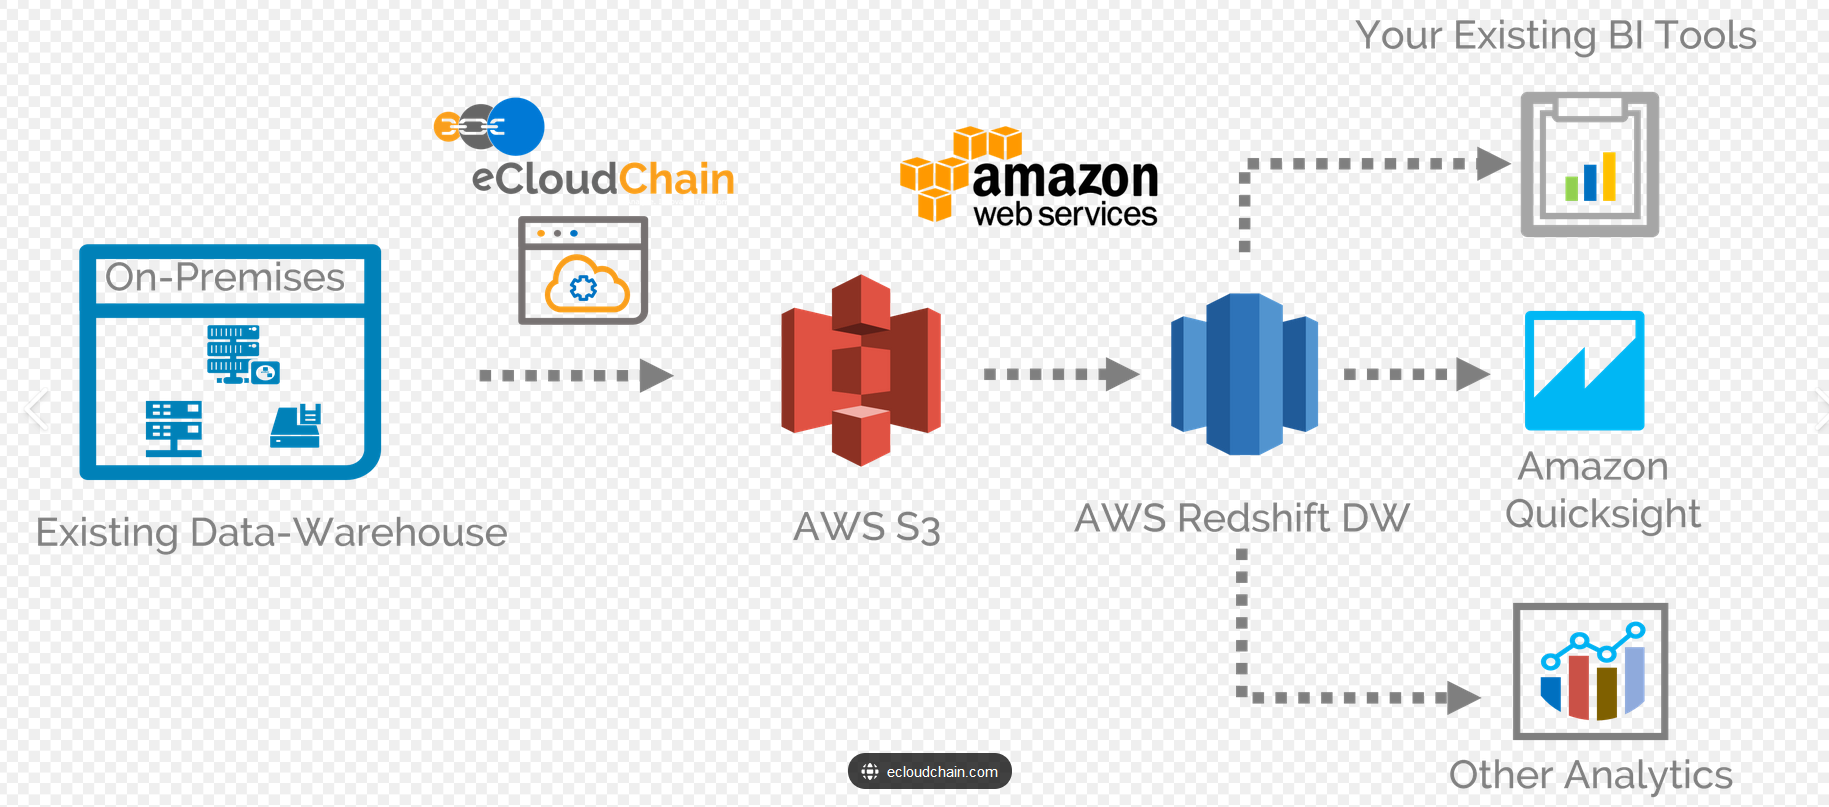 Your Existing BI Tools
eCloudChain
amazon
web services
On-Premises
Existing Data-Warehouse
AWS S3
AWS Redshift DW
Amazon
Quicksight
Other Analytics
ecloudchain.com